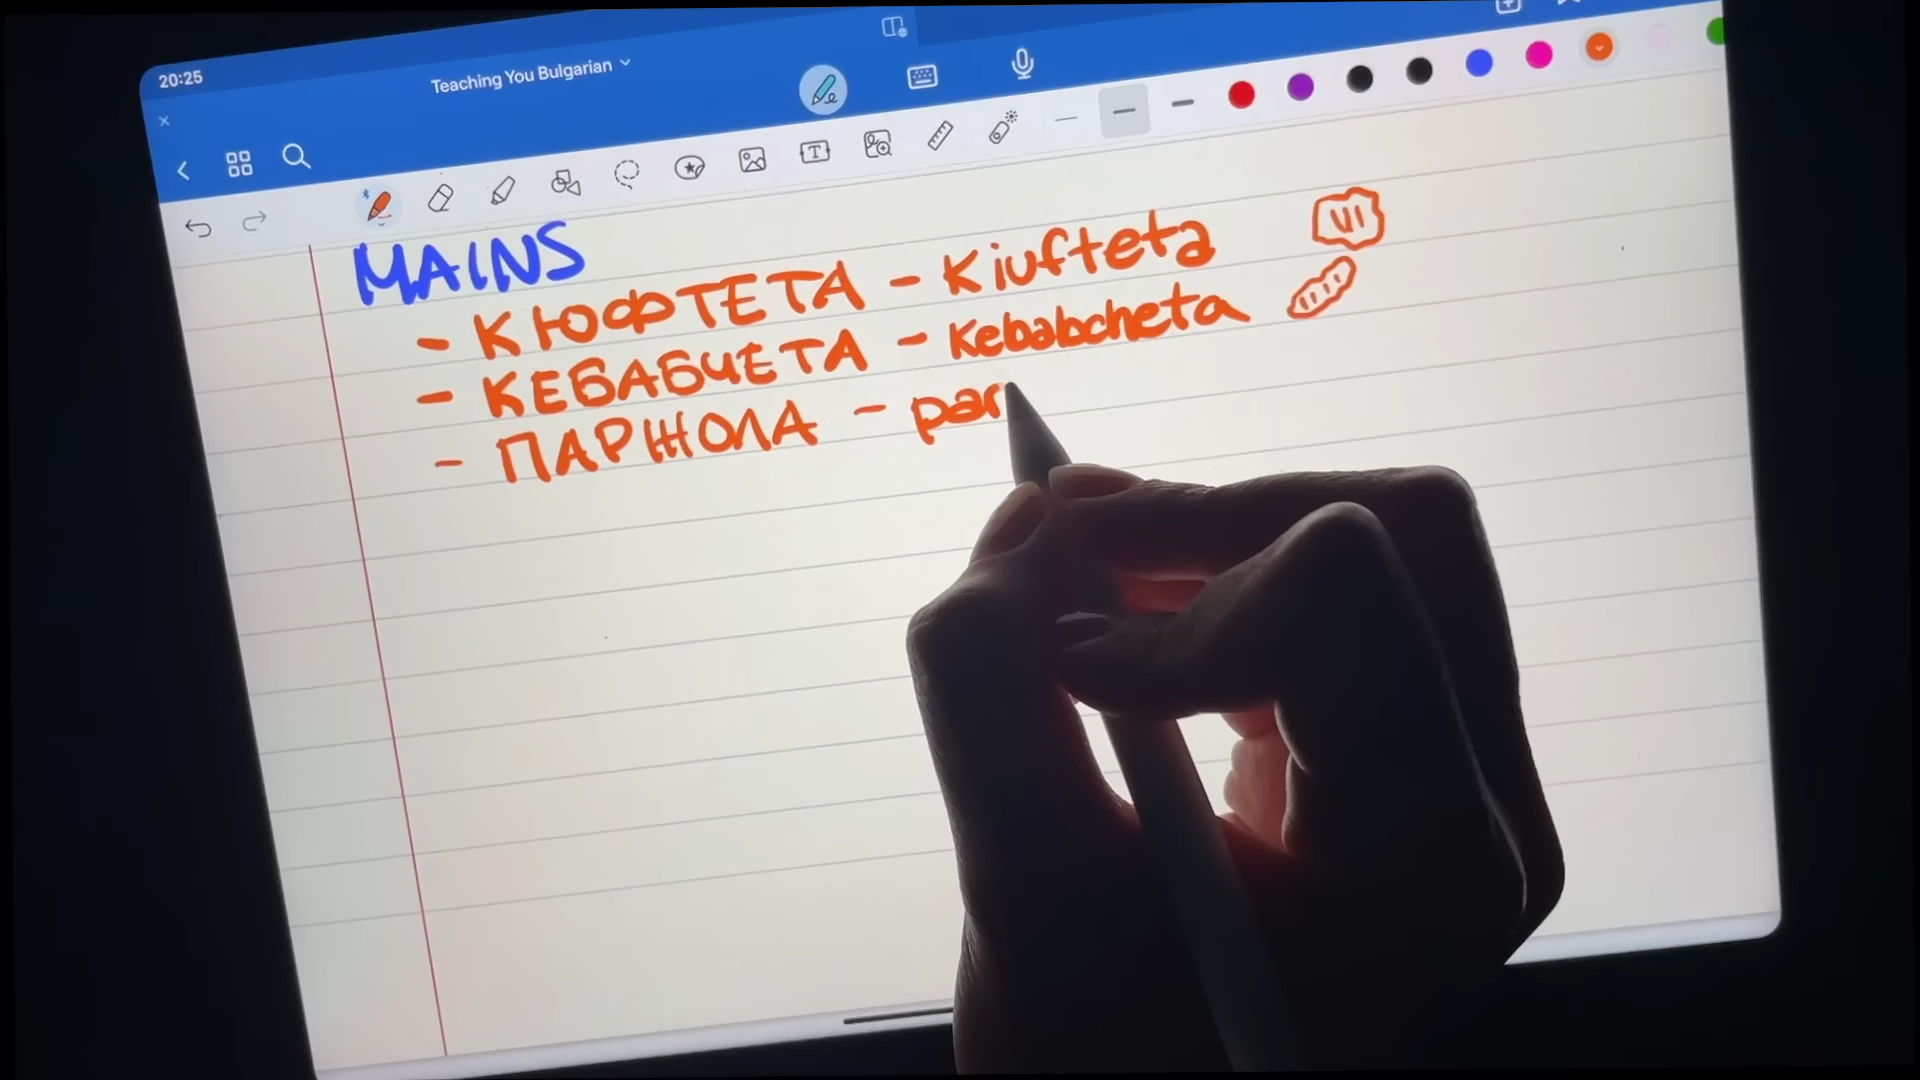 20:25
Teaching You Bulgarian
MAINS
- КЮФТЕТА - Kiufteta
- КЕБАБЧЕТА - Kebabcheta
- ПАРЖОЛА - par